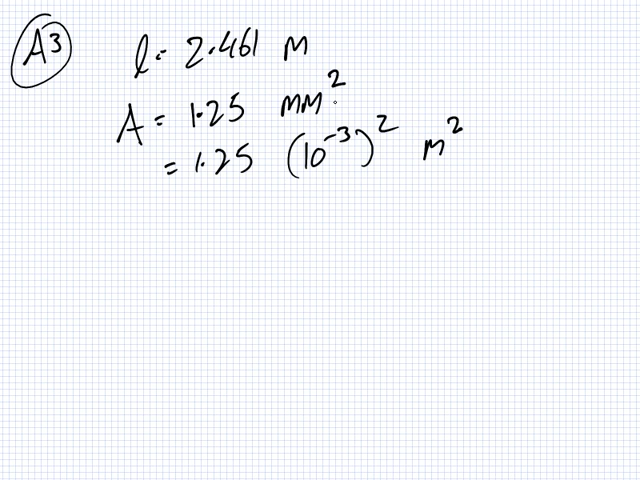 A3 l = 2.461 m
A = 1.25 mm²
= 1.25 (10⁻³)² m²